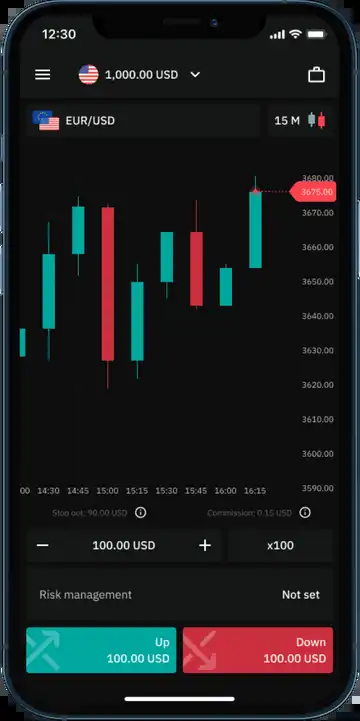 12:30
1,000.00 USD
EUR/USD
15 M
3680.00
3675.00
3670.00
3660.00
3650.00
3640.00
3630.00
3620.00
3610.00
3600.00
3590.00
00 14:30 14:45 15:00 15:15 15:30 15:45 16:00 16:15
Stop out: 90.00 USD
Commission: 0.15 USD
100.00 USD
x100
Risk management
Not set
Up
100.00 USD
Down
100.00 USD